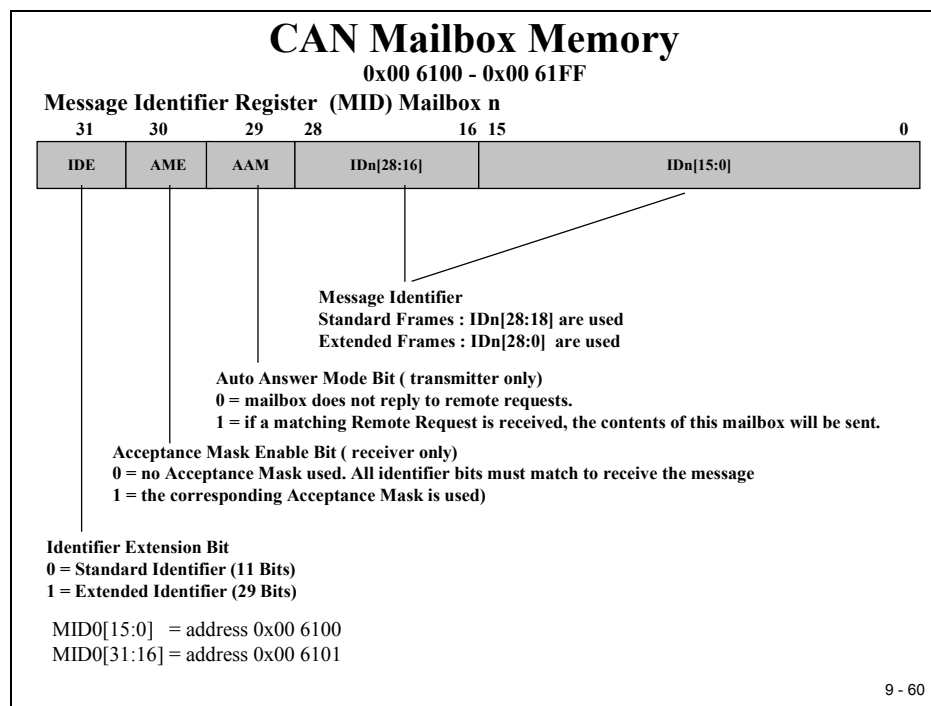 CAN Mailbox Memory
0x00 6100 - 0x00 61FF
Message Identifier Register (MID) Mailbox n
31 30 29 28 16 15 0
IDE AME AAM IDn[28:16] IDn[15:0]
Message Identifier
Standard Frames : IDn[28:18] are used
Extended Frames : IDn[28:0] are used
Auto Answer Mode Bit ( transmitter only)
0 = mailbox does not reply to remote requests.
1 = if a matching Remote Request is received, the contents of this mailbox will be sent.
Acceptance Mask Enable Bit ( receiver only)
0 = no Acceptance Mask used. All identifier bits must match to receive the message
1 = the corresponding Acceptance Mask is used)
Identifier Extension Bit
0 = Standard Identifier (11 Bits)
1 = Extended Identifier (29 Bits)
MID0[15:0] = address 0x00 6100
MID0[31:16] = address 0x00 6101
9 - 60